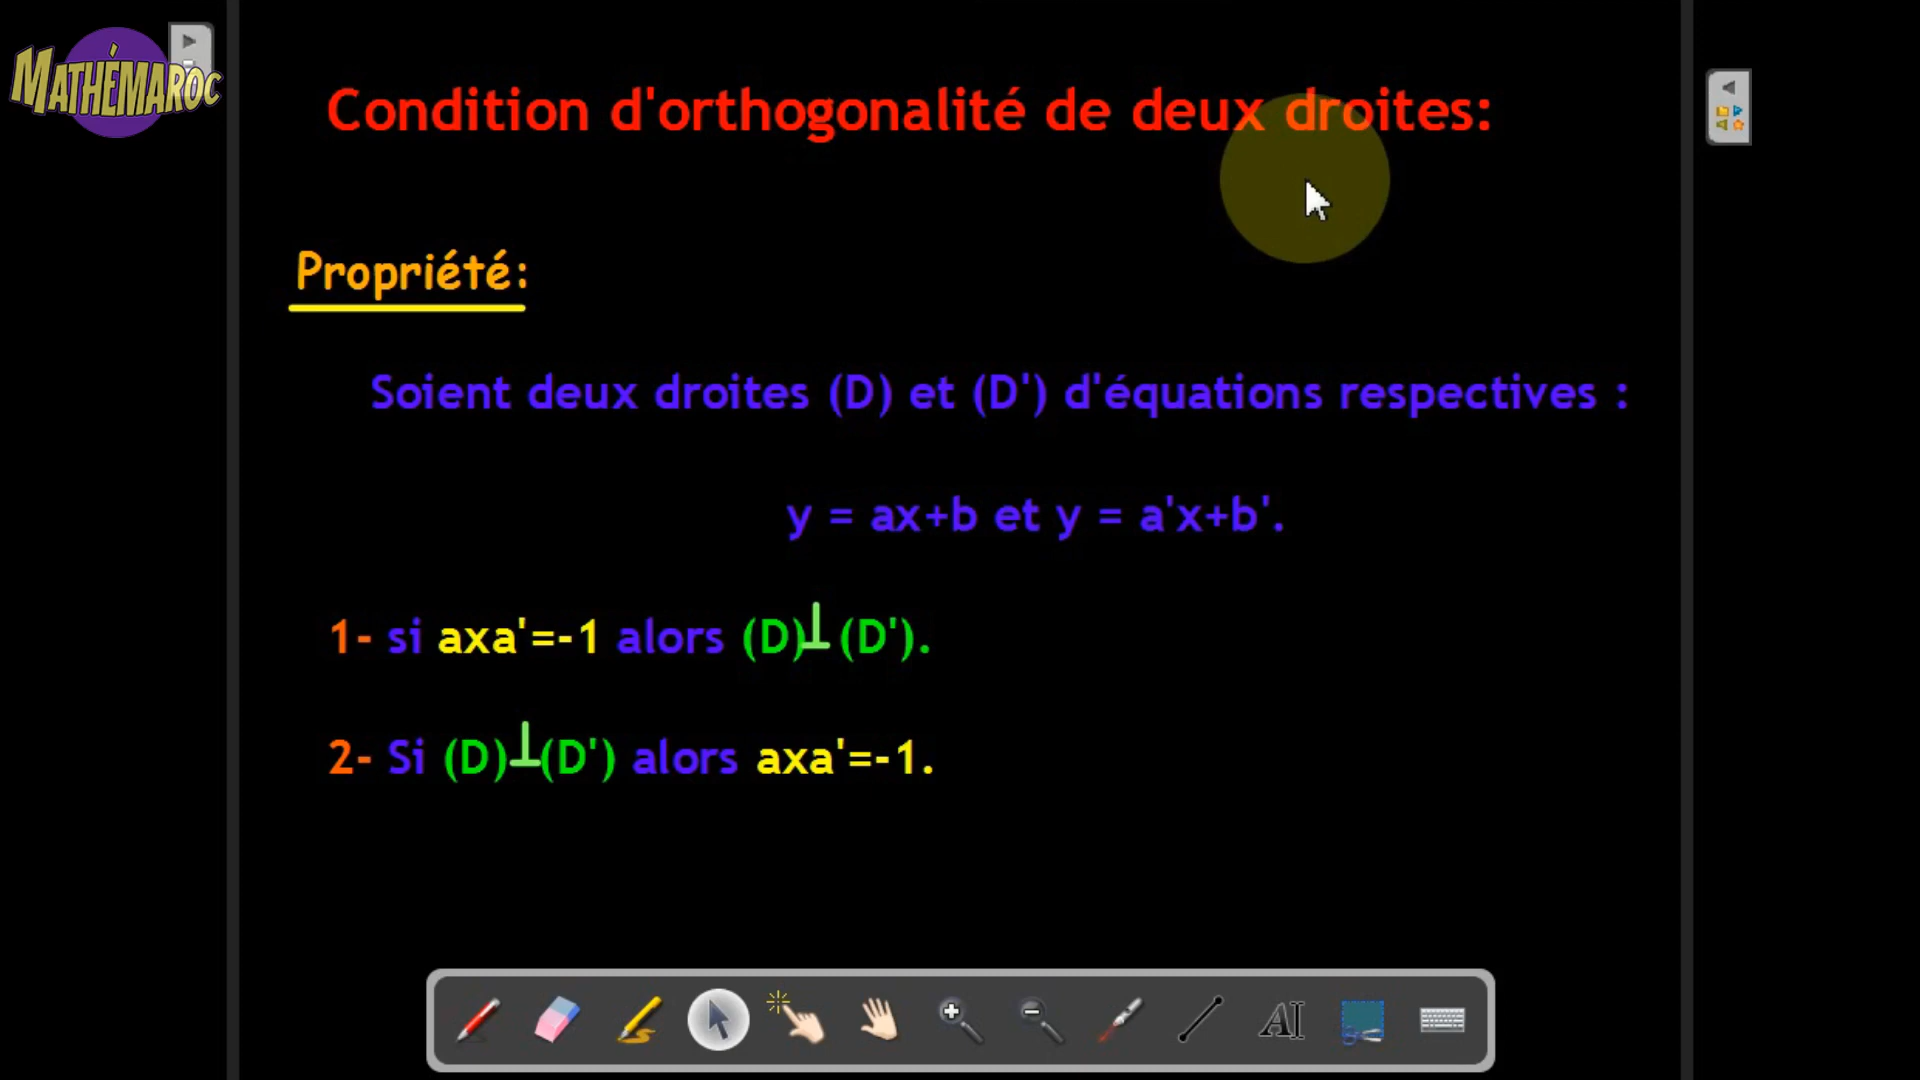 MATHÉMAROC
Condition d'orthogonalité de deux droites:
Propriété:
Soient deux droites (D) et (D') d'équations respectives :
y = ax+b et y = a'x+b'.
1- si axa'=-1 alors (D)⊥(D').
2- Si (D)⊥(D') alors axa'=-1.
AI